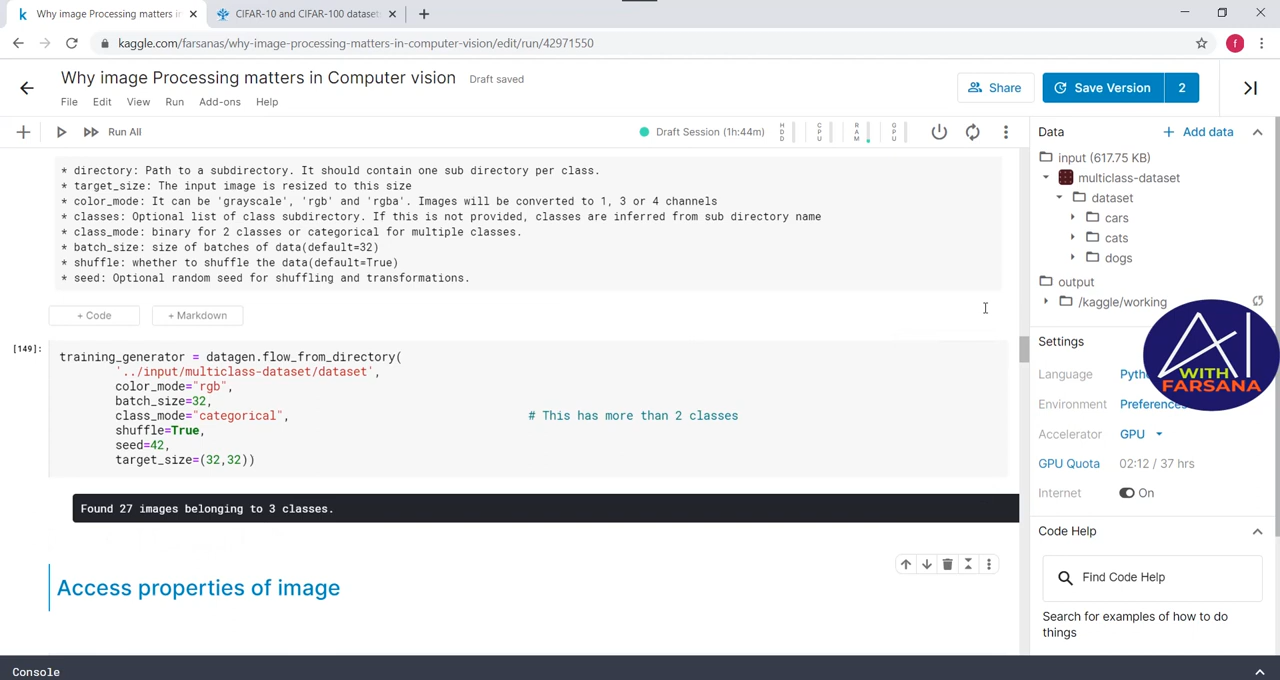 Why image Processing matters in
CIFAR-10 and CIFAR-100 dataset
kaggle.com/farsanas/why-image-processing-matters-in-computer-vision/edit/run/42971550
f
Why image Processing matters in Computer vision
Draft saved
File Edit View Run Add-ons Help
Share
Save Version
2
Run All
Draft Session (1h:44m)
HDD
CPU
RAM
GPU
* directory: Path to a subdirectory. It should contain one sub directory per class.
* target_size: The input image is resized to this size
* color_mode: It can be 'grayscale', 'rgb' and 'rgba'. Images will be converted to 1, 3 or 4 channels
* classes: Optional list of class subdirectory. If this is not provided, classes are inferred from sub directory name
* class_mode: binary for 2 classes or categorical for multiple classes.
* batch_size: size of batches of data(default=32)
* shuffle: whether to shuffle the data(default=True)
* seed: Optional random seed for shuffling and transformations.
+ Code
+ Markdown
[149]:
training_generator = datagen.flow_from_directory(
'../input/multiclass-dataset/dataset',
color_mode="rgb",
batch_size=32,
class_mode="categorical", # This has more than 2 classes
shuffle=True,
seed=42,
target_size=(32,32))
Found 27 images belonging to 3 classes.
Access properties of image
Console
Data
+ Add data
input (617.75 KB)
multiclass-dataset
dataset
cars
cats
dogs
output
/kaggle/working
Settings
Language
Environment Preferences
Accelerator GPU
GPU Quota 02:12 / 37 hrs
Internet On
AI
WITH
FARSANA
Code Help
Find Code Help
Search for examples of how to do
things